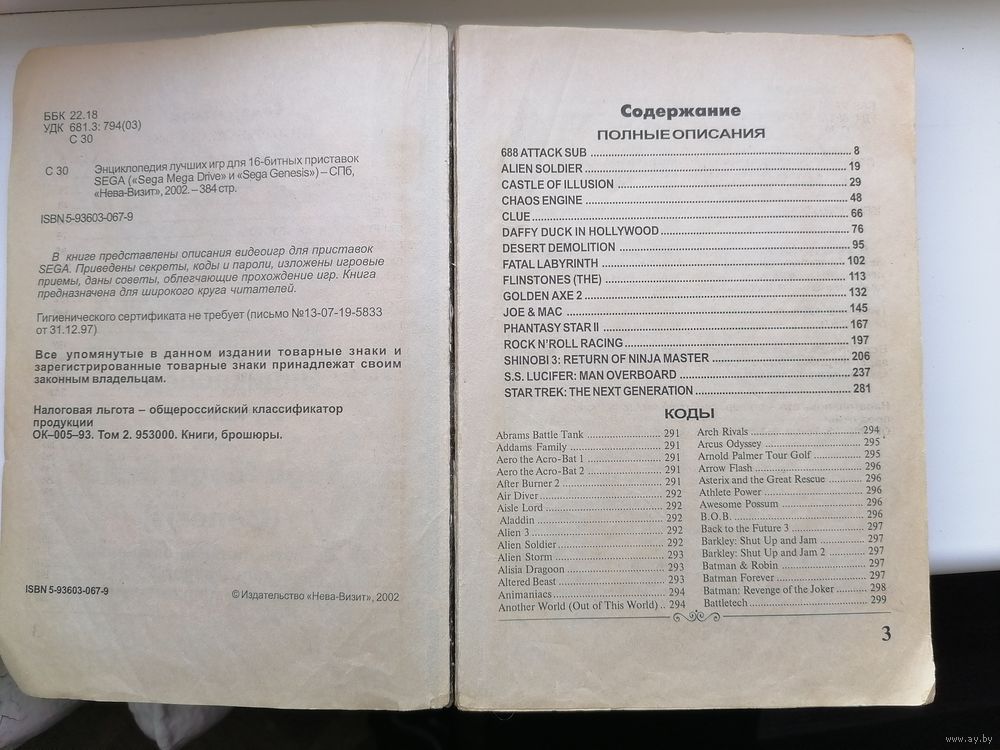 ББК 22.18
УДК 681.3: 794(03)
С 30
С 30 Энциклопедия лучших игр для 16-битных приставок
SEGA («Sega Mega Drive» и «Sega Genesis») – СПб,
«Нева-Визит», 2002. – 384 стр.
ISBN 5-93603-067-9
В книге представлены описания видеоигр для приставок
SEGA. Приведены секреты, коды и пароли, изложены игровые
приемы, даны советы, облегчающие прохождение игр. Книга
предназначена для широкого круга читателей.
Гигиенического сертификата не требует (письмо №13-07-19-5833
от 31.12.97)
Все упомянутые в данном издании товарные знаки и
зарегистрированные товарные знаки принадлежат своим
законным владельцам.
Налоговая льгота – общероссийский классификатор
продукции
ОК–005–93. Том 2. 953000. Книги, брошюры.
ISBN 5-93603-067-9
© Издательство «Нева-Визит», 2002
Содержание
ПОЛНЫЕ ОПИСАНИЯ
688 ATTACK SUB 8
ALIEN SOLDIER 19
CASTLE OF ILLUSION 29
CHAOS ENGINE 48
CLUE 66
DAFFY DUCK IN HOLLYWOOD 76
DESERT DEMOLITION 95
FATAL LABYRINTH 102
FLINSTONES (THE) 113
GOLDEN AXE 2 132
JOE & MAC 145
PHANTASY STAR II 167
ROCK N'ROLL RACING 197
SHINOBI 3: RETURN OF NINJA MASTER 206
S.S. LUCIFER: MAN OVERBOARD 237
STAR TREK: THE NEXT GENERATION 281
КОДЫ
Abrams Battle Tank 291
Addams Family 291
Aero the Acro-Bat 1 291
Aero the Acro-Bat 2 291
After Burner 2 291
Air Diver 292
Aisle Lord 292
Aladdin 292
Alien 3 292
Alien Soldier 292
Alien Storm 293
Alisia Dragoon 293
Altered Beast 293
Animaniacs 294
Another World (Out of This World) 294
Arch Rivals 294
Arcus Odyssey 295
Arnold Palmer Tour Golf 295
Arrow Flash 296
Asterix and the Great Rescue 296
Athlete Power 296
Awesome Possum 296
B.O.B. 296
Back to the Future 3 297
Barkley: Shut Up and Jam 297
Barkley: Shut Up and Jam 2 297
Batman & Robin 297
Batman Forever 297
Batman: Revenge of the Joker 298
Battletech 299
3
www.ay.by